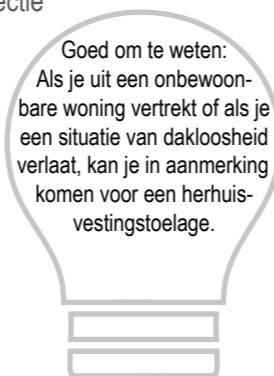 Goed om te weten:
Als je uit een onbewoon-
bare woning vertrekt of als je
een situatie van dakloosheid
verlaat, kan je in aanmerking
komen voor een herhuis-
vestingstoelage.